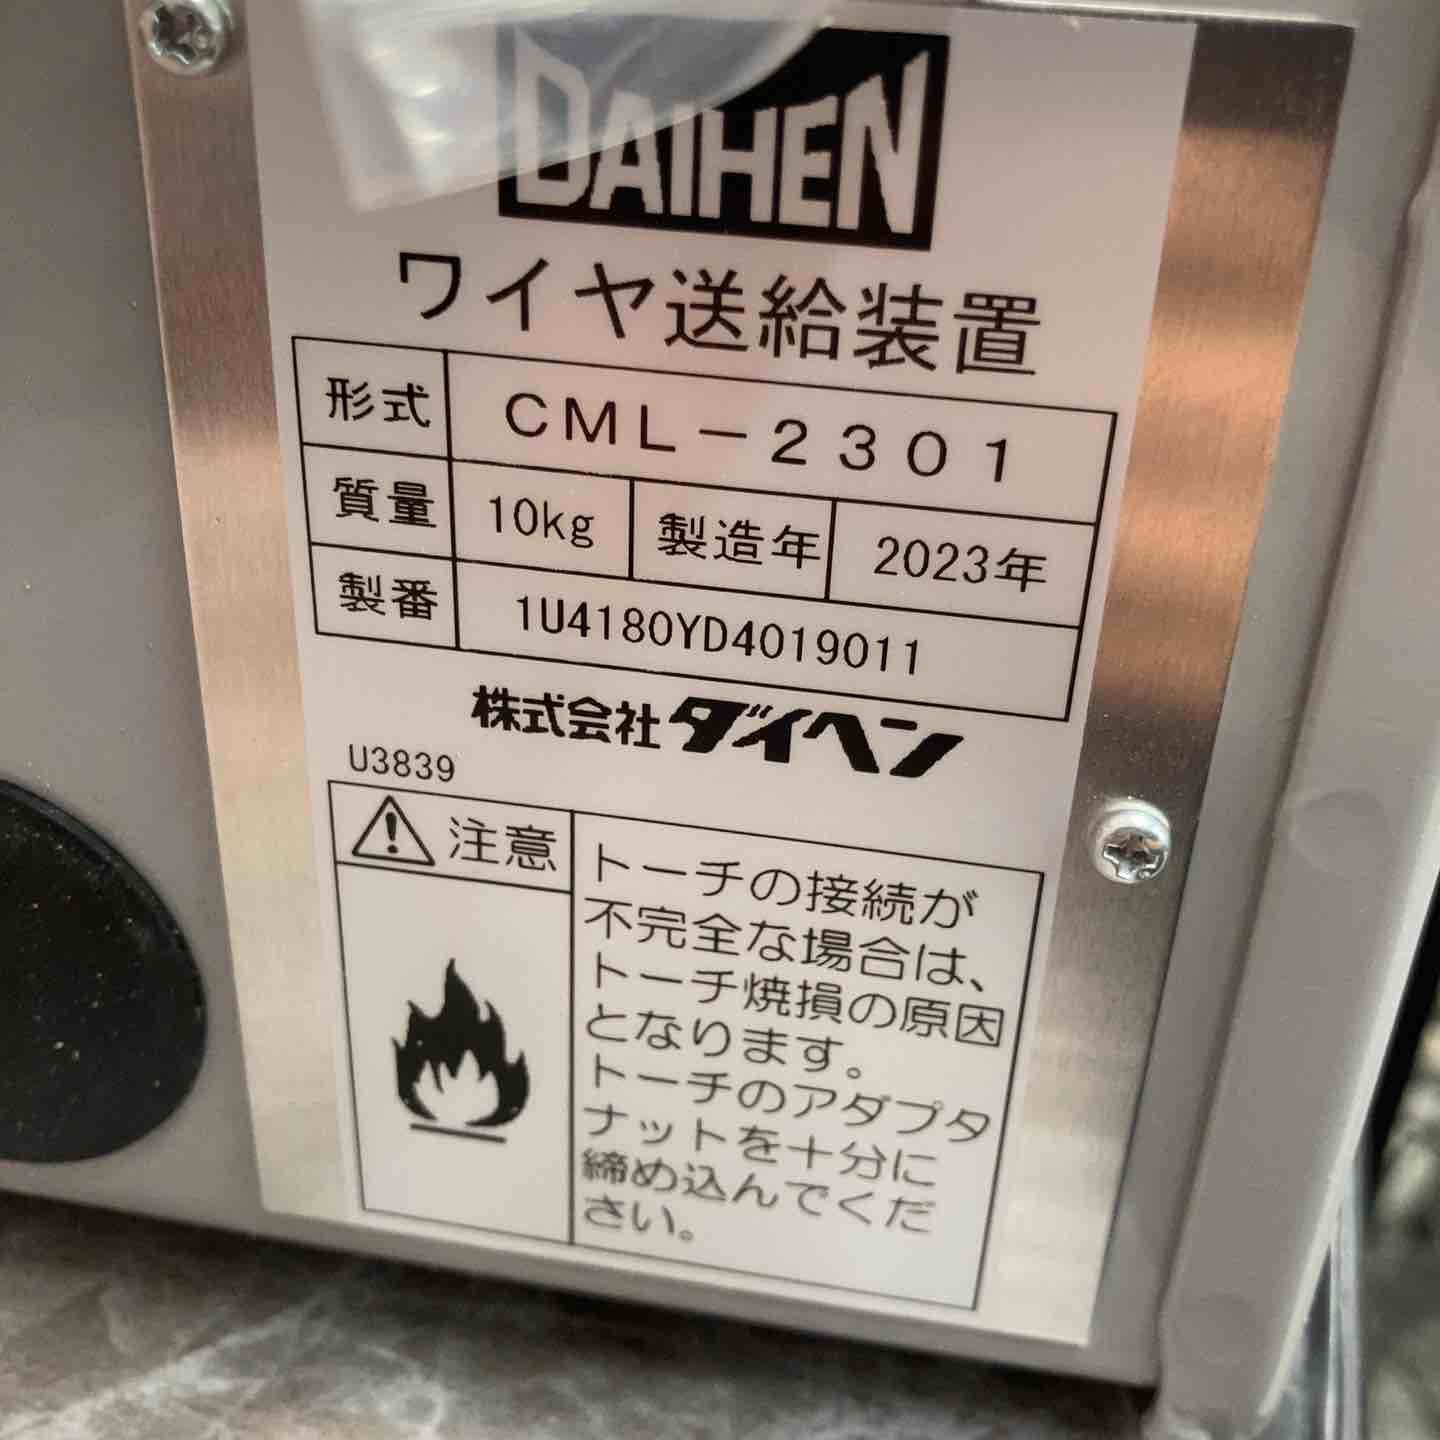 DAIHEN
ワイヤ送給装置
形式 CML-2301
質量 10kg 製造年 2023年
製番 1U4180YD4019011
株式会社ダイヘン
U3839
注意
トーチの接続が
不完全な場合は、
トーチ焼損の原因
となります。
トーチのアダプタ
ナットを十分に
締め込んでくだ
さい。